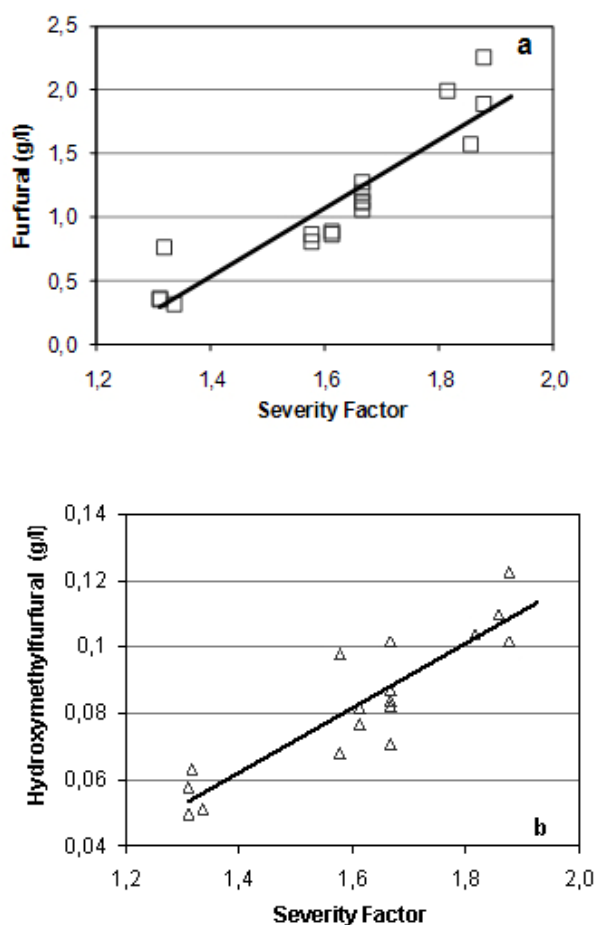 a
2,5
2,0
1,5
1,0
0,5
0,0
Furfural (g/l)
1,2 1,4 1,6 1,8 2,0
Severity Factor
0,14
0,12
0,1
0,08
0,06
0,04
Hydroxymethylfurfural (g/l)
b
1,2 1,4 1,6 1,8 2,0
Severity Factor